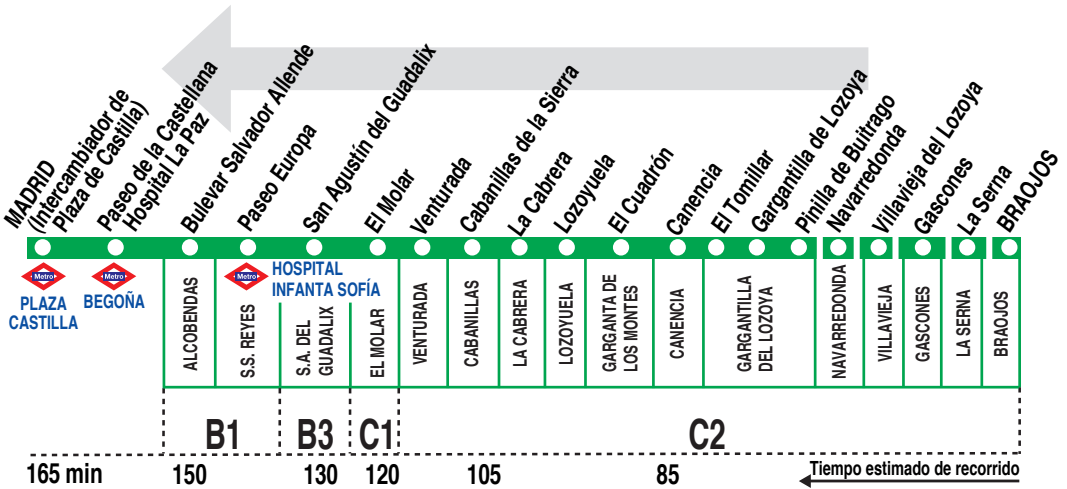 MADRID
(Intercambiador de
Plaza de Castilla)
Paseo de la Castellana
Hospital La Paz
Bulevar Salvador Allende
Paseo Europa
San Agustín del Guadalix
El Molar
Venturada
Cabanillas de la Sierra
La Cabrera
Lozoyuela
El Cuadrón
Canencia
El Tomillar
Gargantilla de Lozoya
Pinilla de Buitrago
Navarredonda
Villavieja del Lozoya
Gascones
La Serna
BRAOJOS
Metro
PLAZA
CASTILLA
Metro
BEGOÑA
Metro
HOSPITAL
INFANTA SOFÍA
ALCOBENDAS
S.S. REYES
S.A. DEL
GUADALIX
EL MOLAR
VENTURADA
CABANILLAS
LA CABRERA
LOZOYUELA
GARGANTA DE
LOS MONTES
CANENCIA
GARGANTILLA
DEL LOZOYA
NAVARREDONDA
VILLAVIEJA
GASCONES
LA SERNA
BRAOJOS
B1 B3 C1 C2
165 min 150 130 120 105 85 Tiempo estimado de recorrido